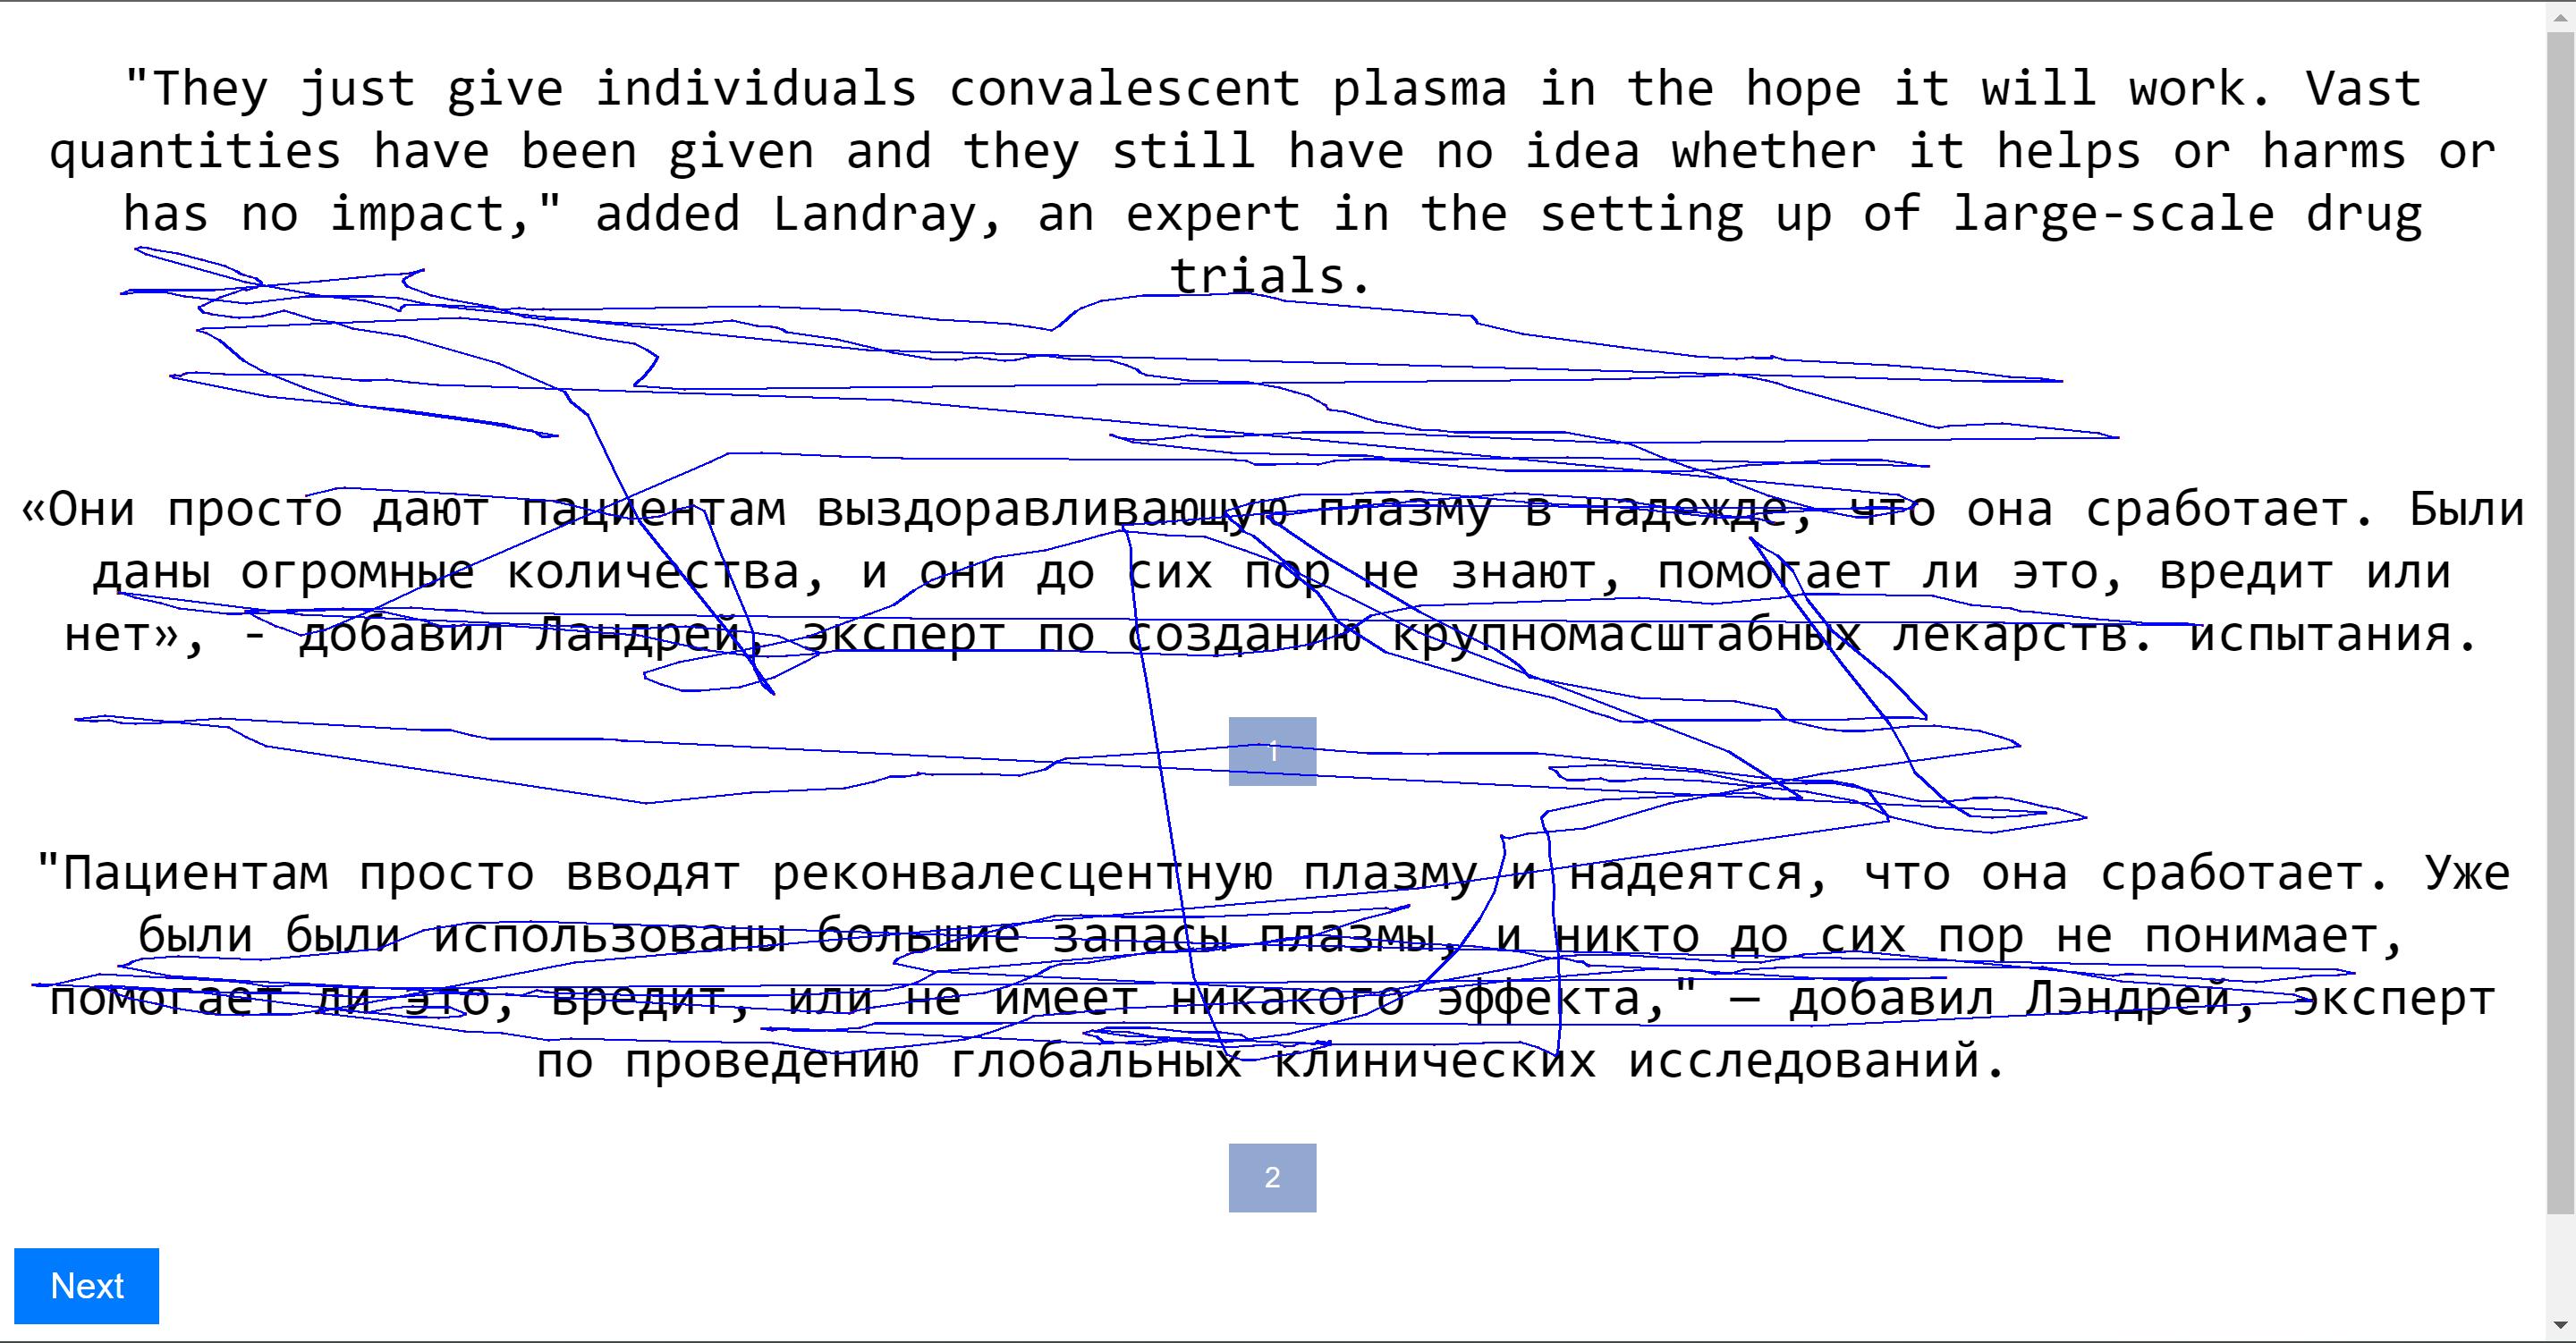 "They just give individuals convalescent plasma in the hope it will work. Vast
quantities have been given and they still have no idea whether it helps or harms or
has no impact," added Landray, an expert in the setting up of large-scale drug
trials.
«Они просто дают пациентам выздоравливающую плазму в надежде, что она сработает. Были
даны огромные количества, и они до сих пор не знают, помогает ли это, вредит или
нет», - добавил Ландрей, эксперт по созданию крупномасштабных лекарств. испытания.
1
"Пациентам просто вводят реконвалесцентную плазму и надеятся, что она сработает. Уже
были были использованы большие запасы плазмы, и никто до сих пор не понимает,
помогает ли это, вредит, или не имеет никакого эффекта," — добавил Лэндрей, эксперт
по проведению глобальных клинических исследований.
2
Next